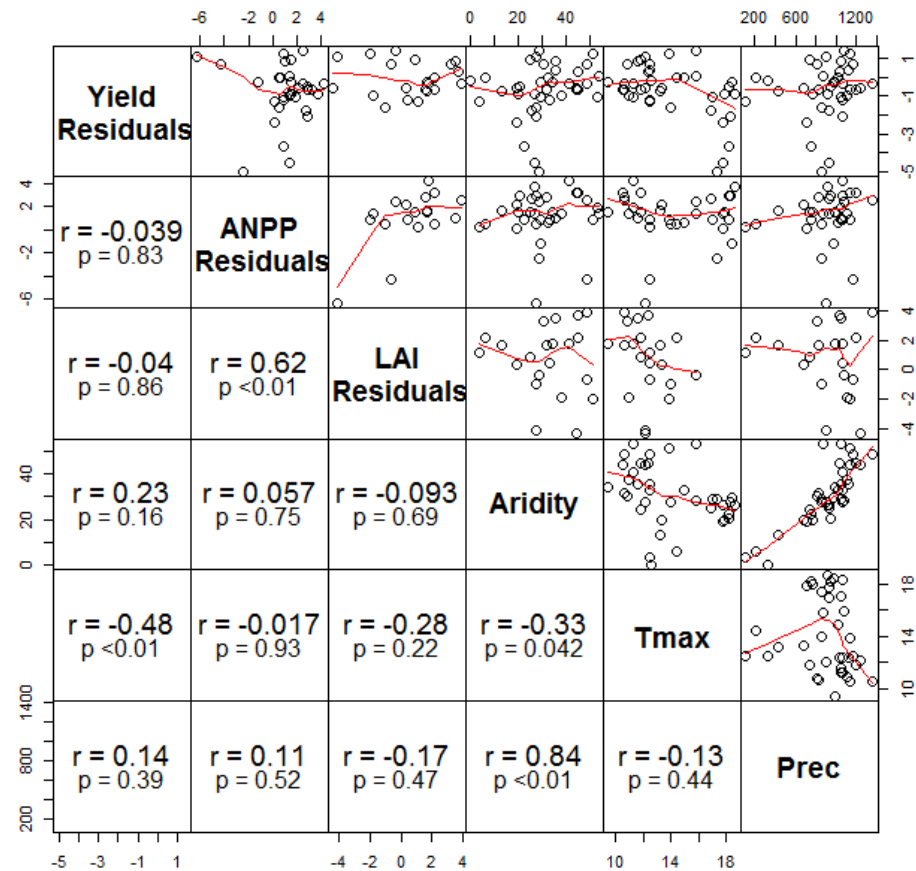 -6 -2 0 2 4
0 20 40
200 600 1200
Yield
Residuals
1
-1
-3
-5
4
2
-2
-6
r = -0.039
p = 0.83
ANPP
Residuals
r = -0.04
p = 0.86
r = 0.62
p <0.01
LAI
Residuals
4
2
0
-2
-4
40
20
0
r = 0.23
p = 0.16
r = 0.057
p = 0.75
r = -0.093
p = 0.69
Aridity
r = -0.48
p <0.01
r = -0.017
p = 0.93
r = -0.28
p = 0.22
r = -0.33
p = 0.042
Tmax
18
14
10
1400
800
200
r = 0.14
p = 0.39
r = 0.11
p = 0.52
r = -0.17
p = 0.47
r = 0.84
p <0.01
r = -0.13
p = 0.44
Prec
-5 -3 -1 1
-4 0 2 4
10 14 18